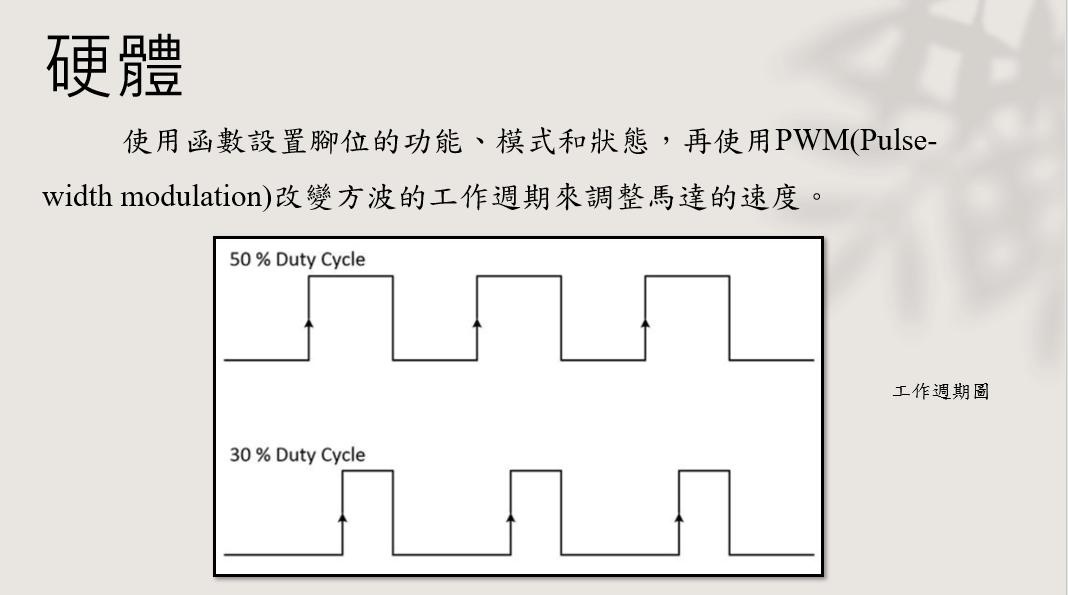 硬體
使用函數設置腳位的功能、模式和狀態，再使用PWM(Pulse-
width modulation)改變方波的工作週期來調整馬達的速度。
50 % Duty Cycle
工作週期圖
30 % Duty Cycle